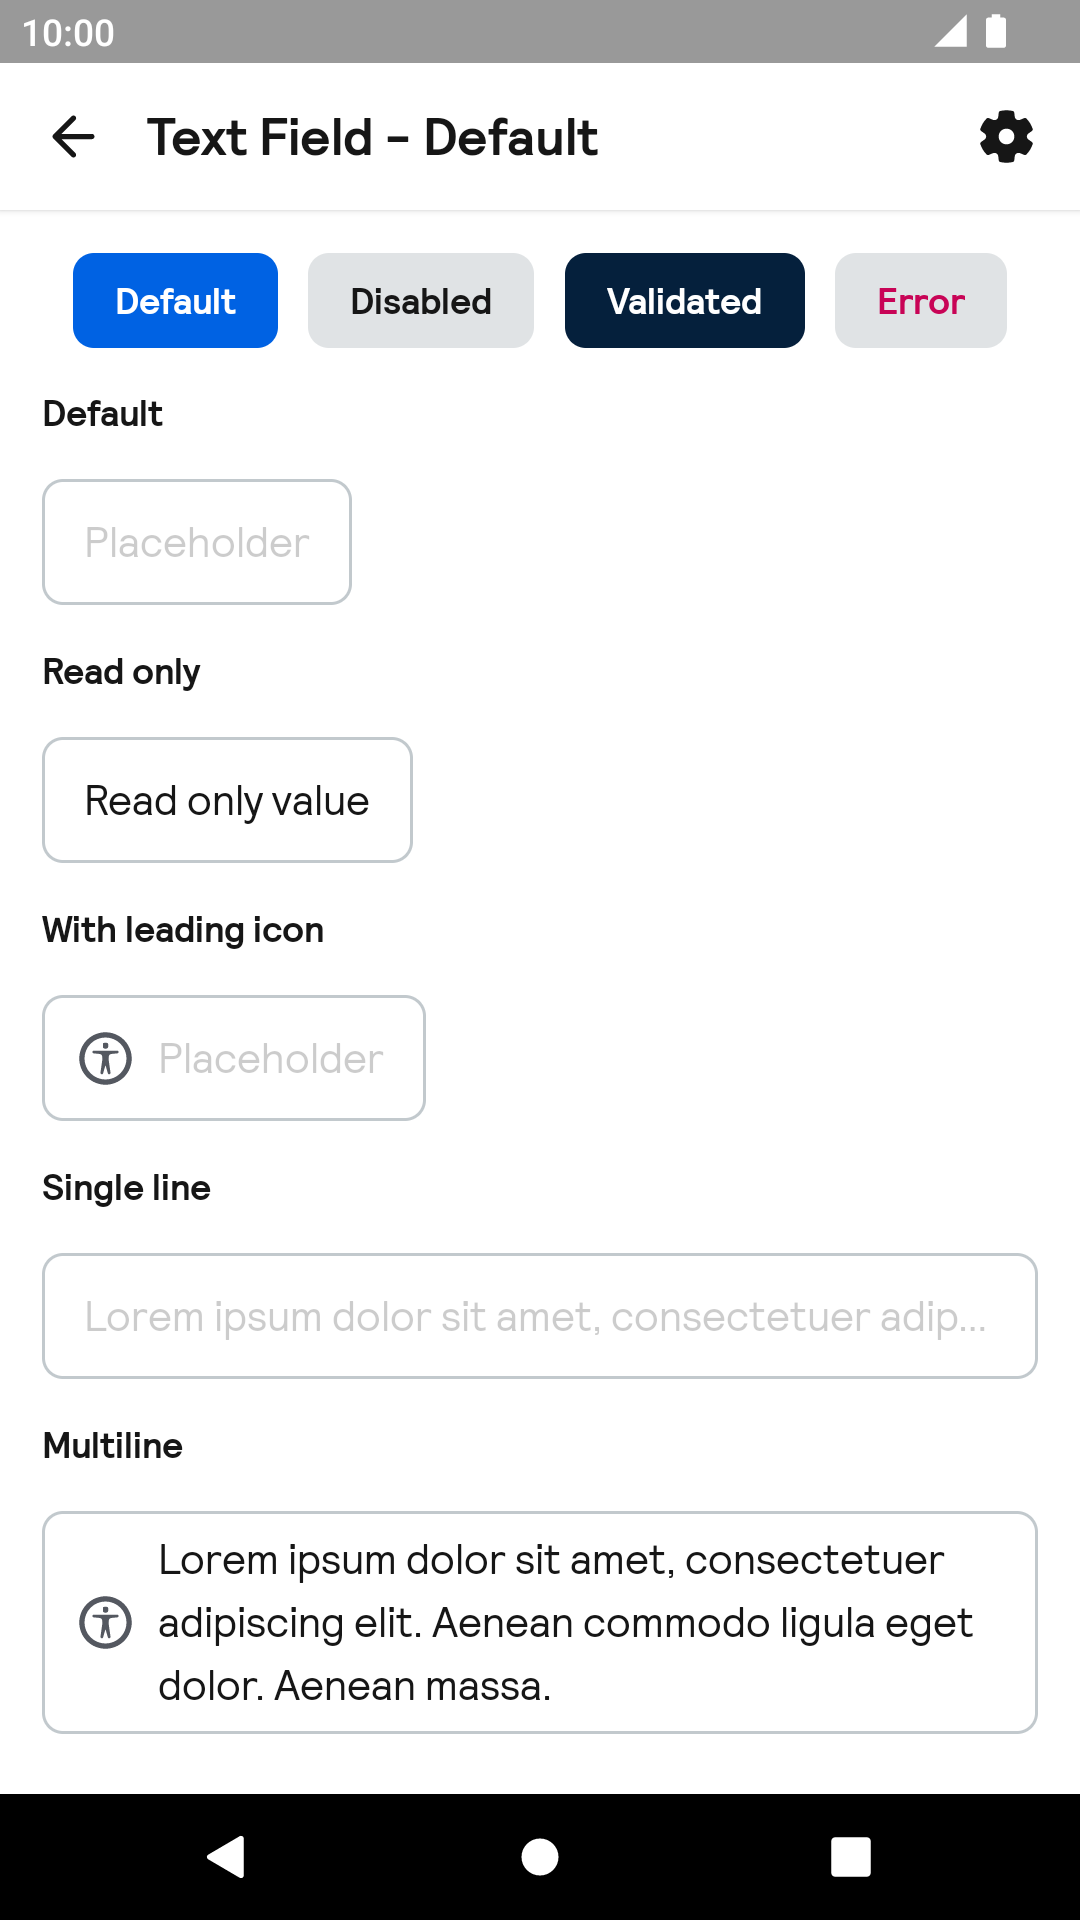 10:00
Text Field - Default
Default
Disabled
Validated
Error
Default
Placeholder
Read only
Read only value
With leading icon
Placeholder
Single line
Lorem ipsum dolor sit amet, consectetuer adip...
Multiline
Lorem ipsum dolor sit amet, consectetuer
adipiscing elit. Aenean commodo ligula eget
dolor. Aenean massa.